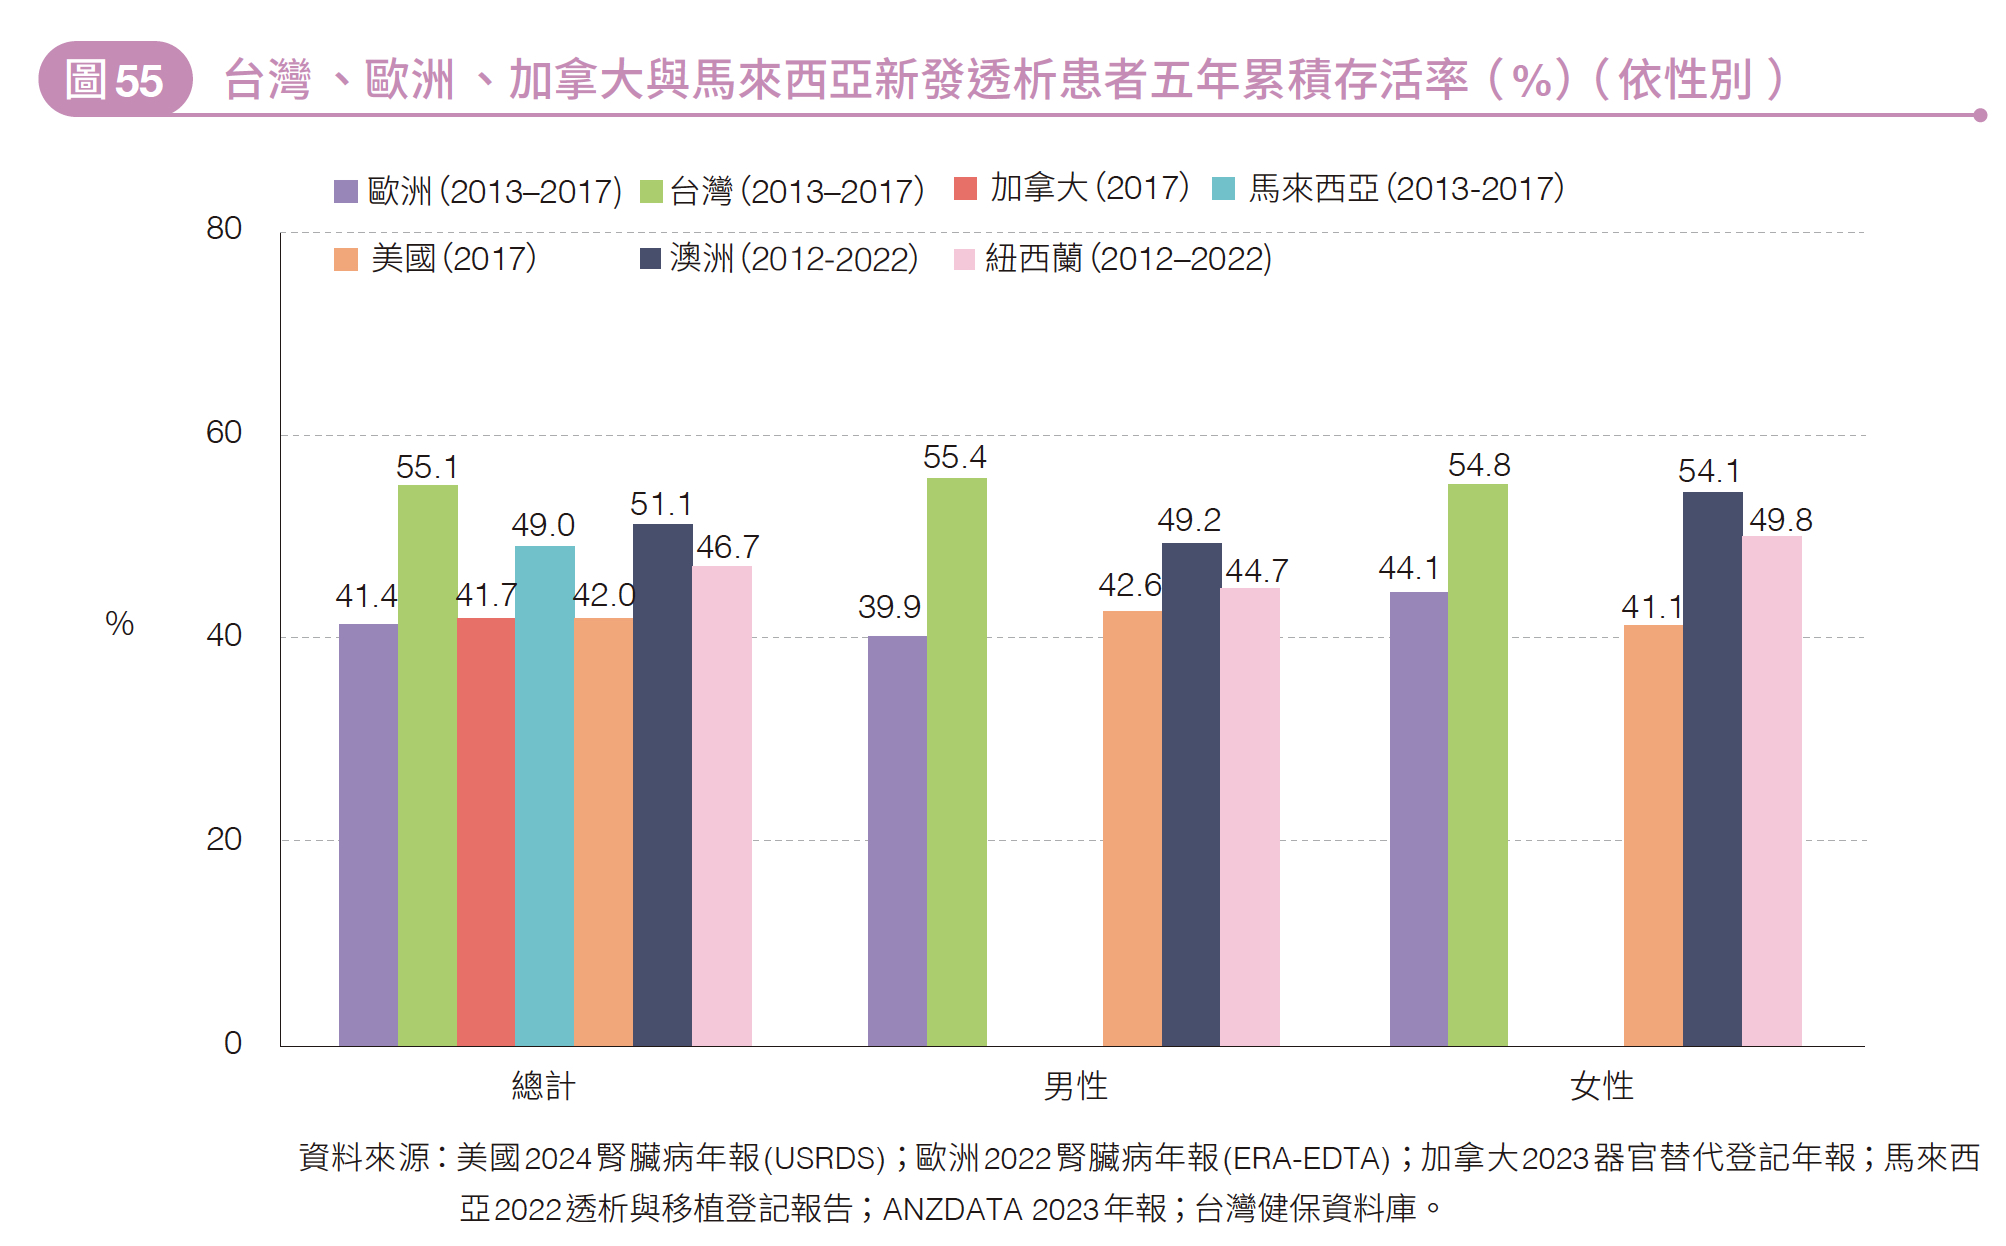 圖55 台灣、歐洲、加拿大與馬來西亞新發透析患者五年累積存活率（%）（依性別）
歐洲（2013–2017） 台灣（2013–2017） 加拿大（2017） 馬來西亞（2013-2017）
美國（2017） 澳洲（2012-2022） 紐西蘭（2012–2022）
%
80
60
40
20
0
41.4 55.1 41.7 49.0 42.0 51.1 46.7
39.9 55.4 42.6 49.2 44.7
44.1 54.8 41.1 54.1 49.8
總計 男性 女性
資料來源：美國2024腎臟病年報(USRDS)；歐洲2022腎臟病年報(ERA-EDTA)；加拿大2023器官替代登記年報；馬來西
亞2022透析與移植登記報告；ANZDATA 2023年報；台灣健保資料庫。